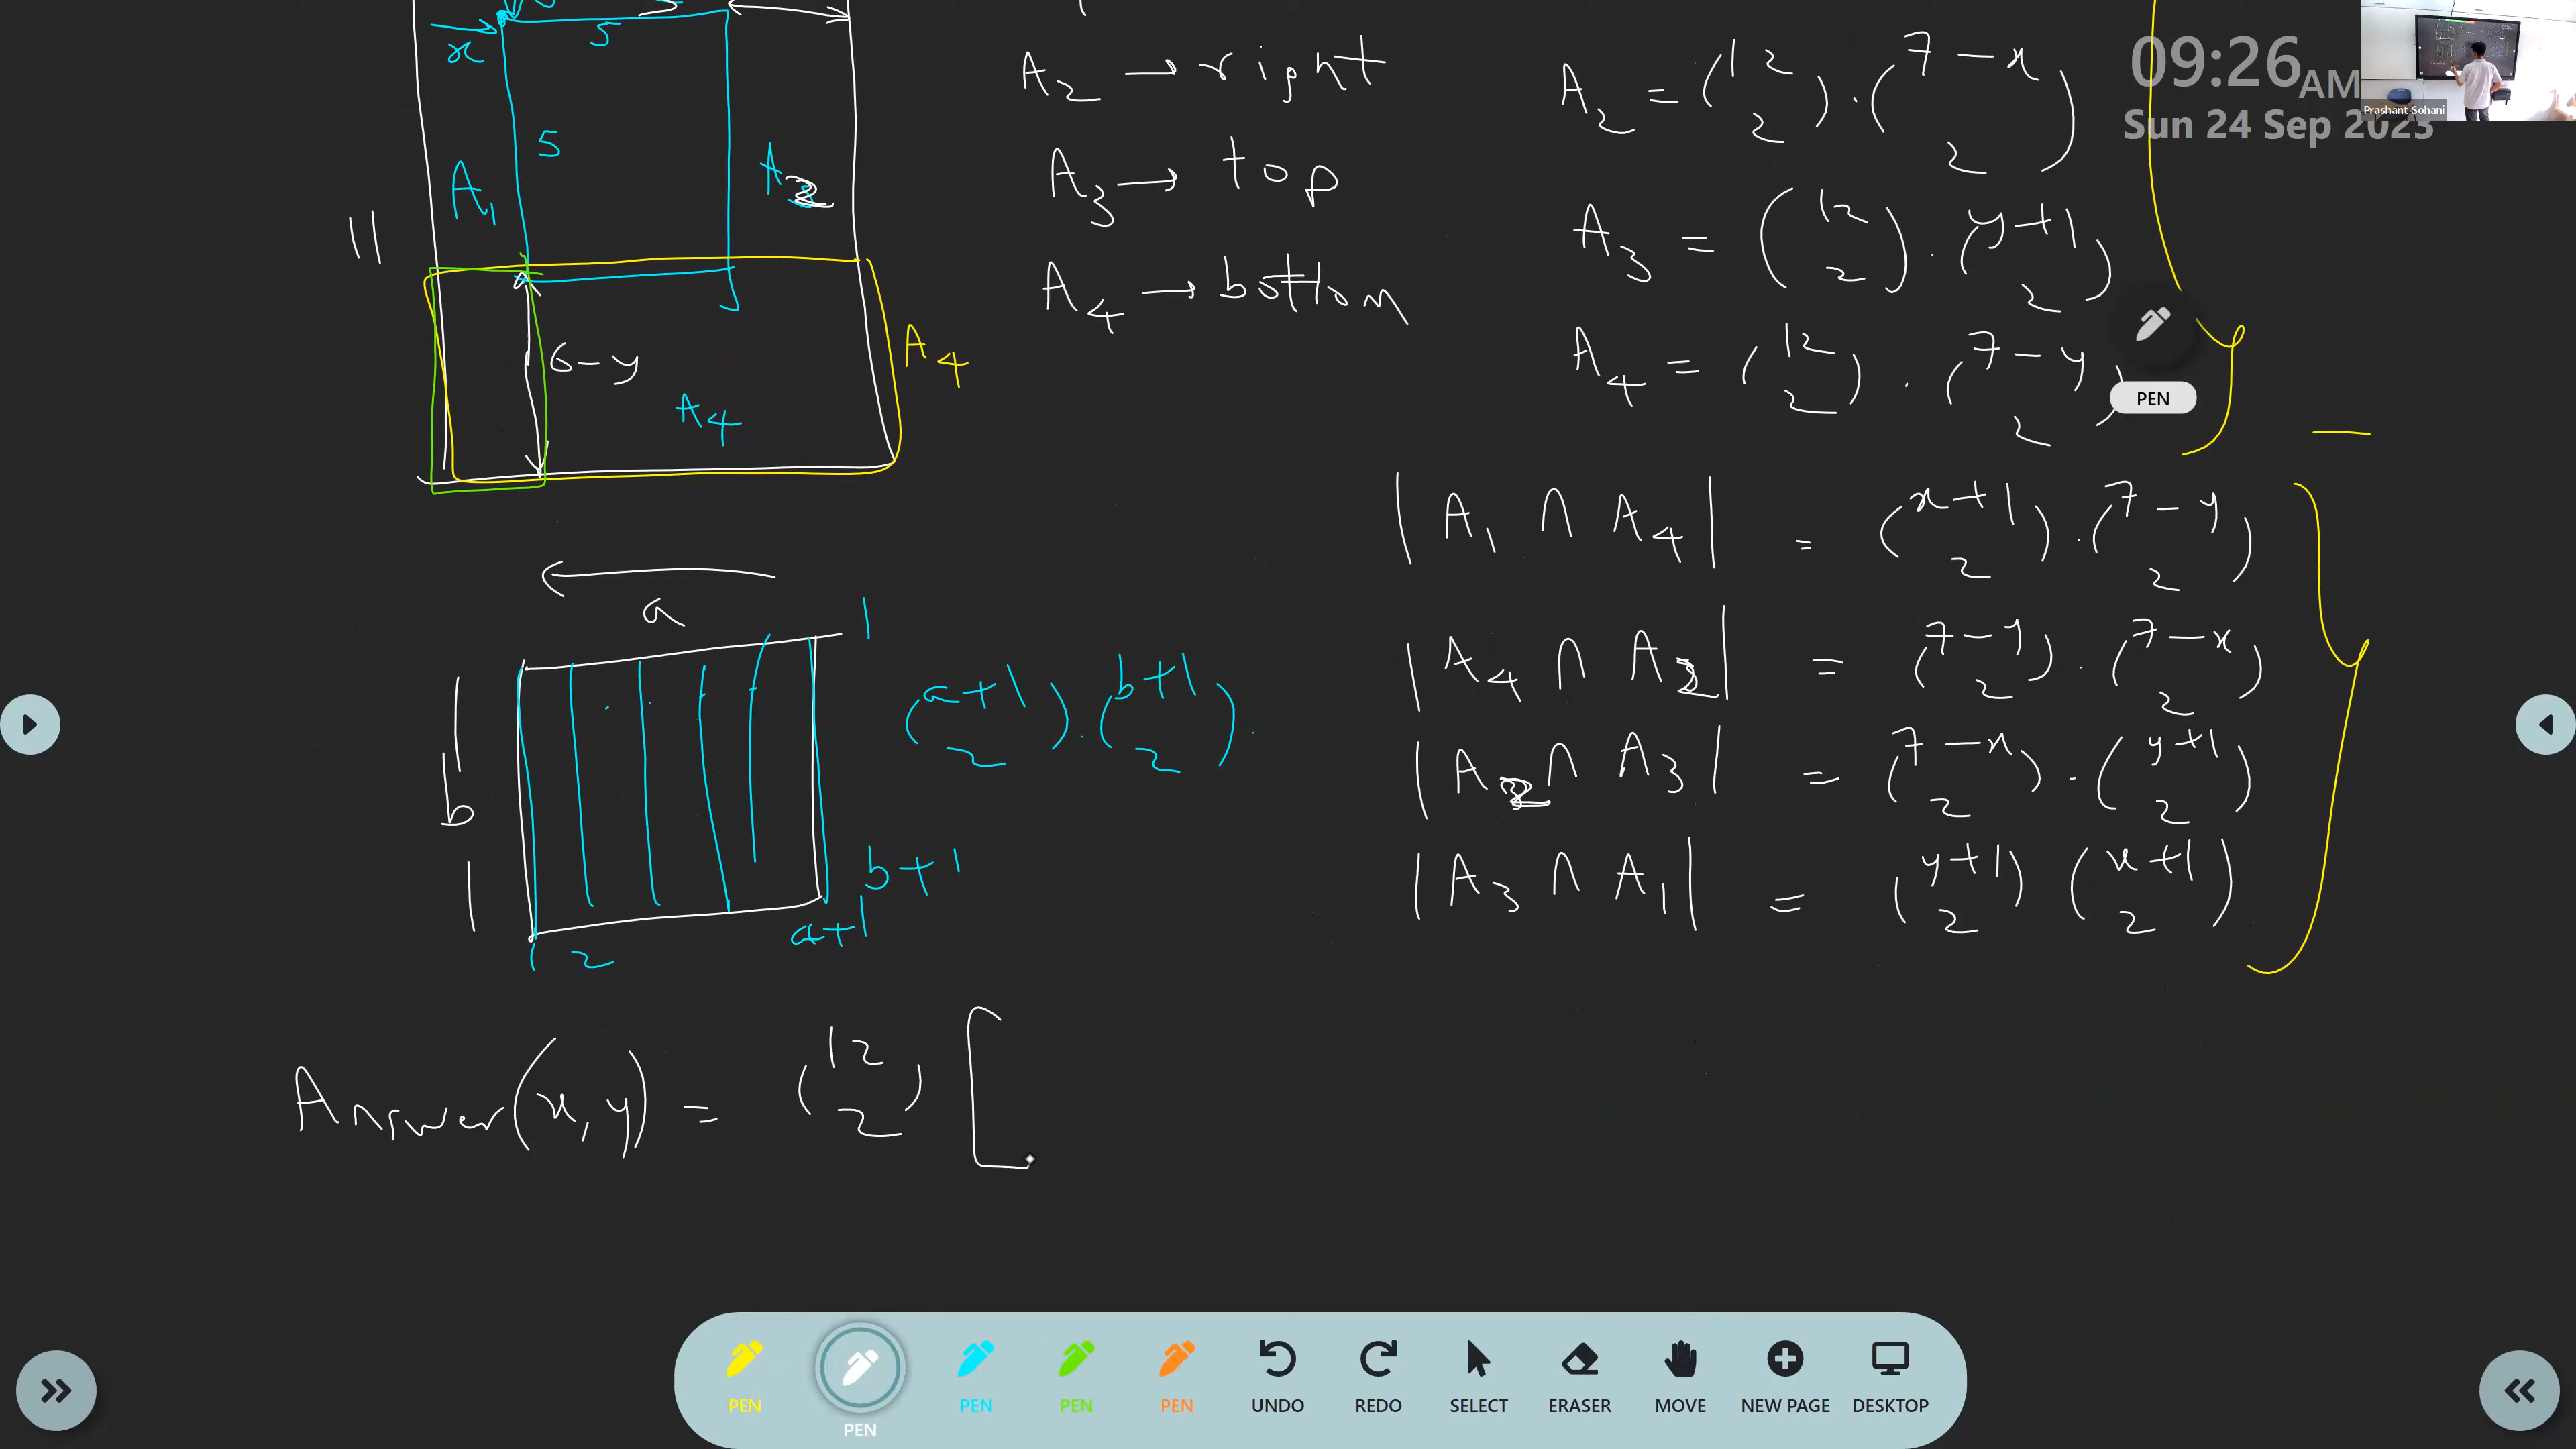 x
5
A₂ → right
A₂ = (12 2) · (7-x 2)
09:26 AM
Sun 24 Sep 2023
Prashant Sohani
5
A₁
A₂
11
A₃ → top
A₃ = (12 2) · (y+1 2)
A₄ → bottom
A₄ = (12 2) · (7-y 2)
PEN
6-y
A₄
A₄
|A₁ ∩ A₄| = (x+1 2) · (7-y 2)
a
1
|A₄ ∩ A₂| = (7-y 2) · (7-x 2)
(a+1 2) · (b+1 2)
|A₂ ∩ A₃| = (7-x 2) · (y+1 2)
b
b+1
|A₃ ∩ A₁| = (y+1 2) (x+1 2)
1 2 a+1
Answer(x,y) = (12 2) [
PEN PEN PEN PEN PEN UNDO REDO SELECT ERASER MOVE NEW PAGE DESKTOP